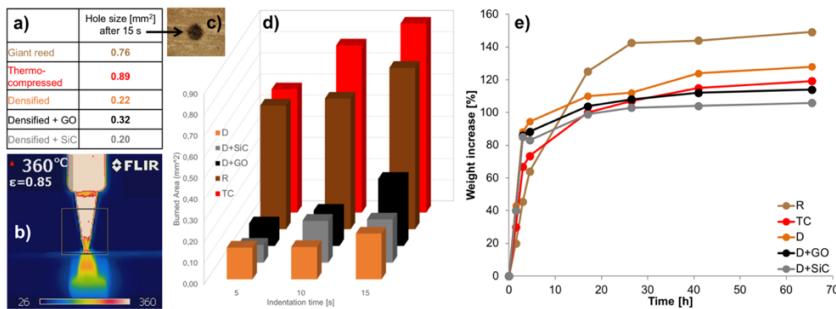 a)
Hole size [mm²]
after 15 s
Giant reed 0.76
Thermo-
compressed 0.89
Densified 0.22
Densified + GO 0.32
Densified + SiC 0.20
b)
360°C
ε=0.85
FLIR
26 360
c)
d)
Burned Area (mm^2)
0,90
0,80
0,70
0,60
0,50
0,40
0,30
0,20
0,10
0,00
D
D+SiC
D+GO
R
TC
5 10 15
Indentation time [s]
e)
Weight increase [%]
160
140
120
100
80
60
40
20
0
R
TC
D
D+GO
D+SiC
0 10 20 30 40 50 60 70
Time [h]